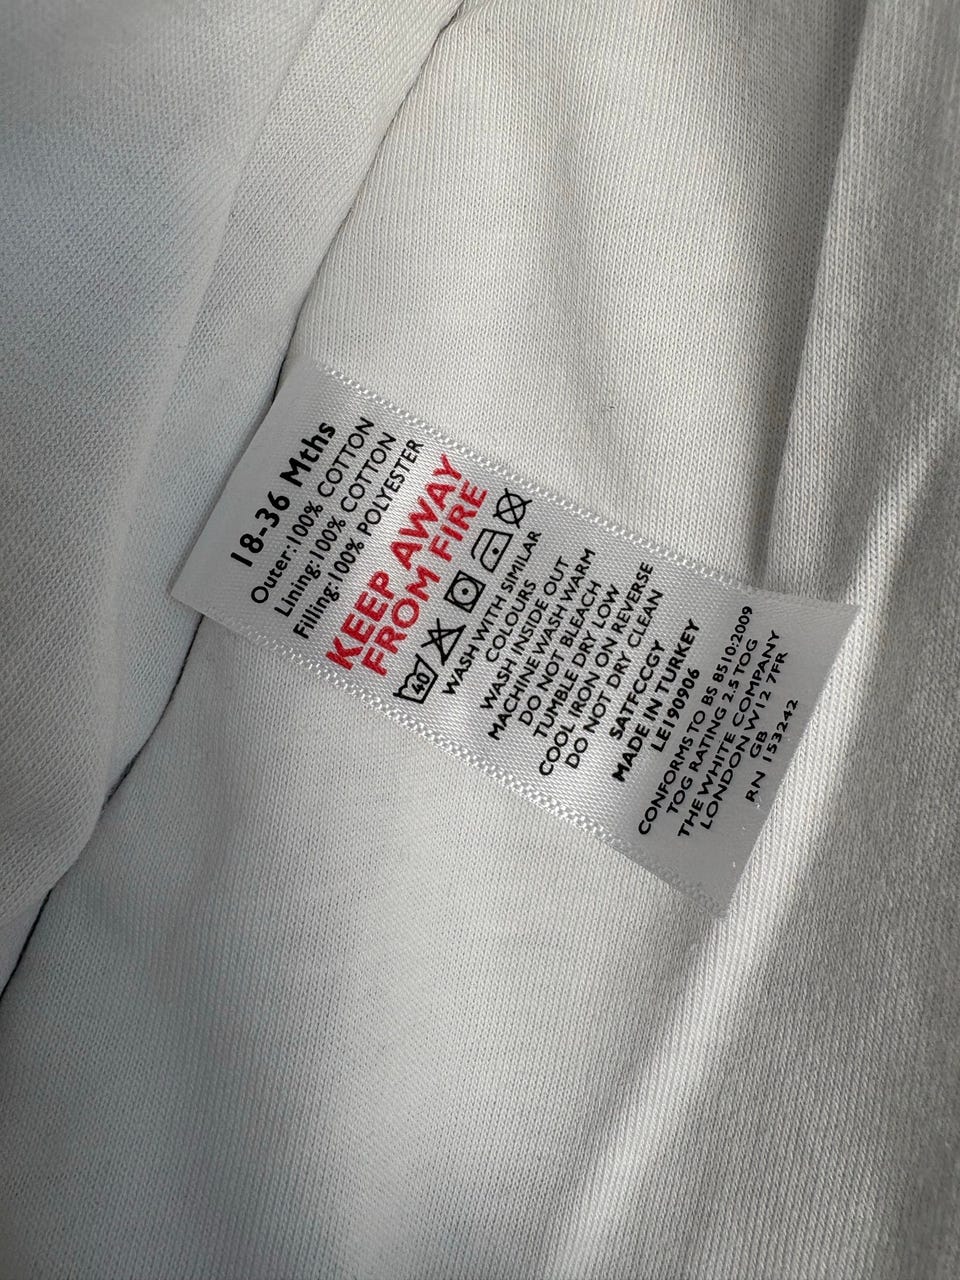 18-36 Mths
Outer:100% COTTON
Lining:100% COTTON
Filling:100% POLYESTER
KEEP AWAY
FROM FIRE
40
WASH WITH SIMILAR
COLOURS
WASH INSIDE OUT
MACHINE WASH WARM
DO NOT BLEACH
TUMBLE DRY LOW
COOL IRON ON REVERSE
DO NOT DRY CLEAN
SATFCCGY
MADE IN TURKEY
LE190906
CONFORMS TO BS 8510:2009
TOG RATING 2.5 TOG
THE WHITE COMPANY
LONDON W12 7FR
GB
RN 153242